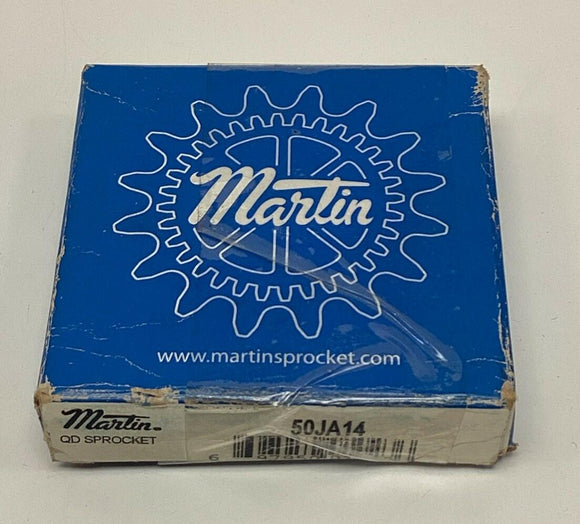 Martin
www.martinsprocket.com
Martin.
QD SPROCKET
50JA14